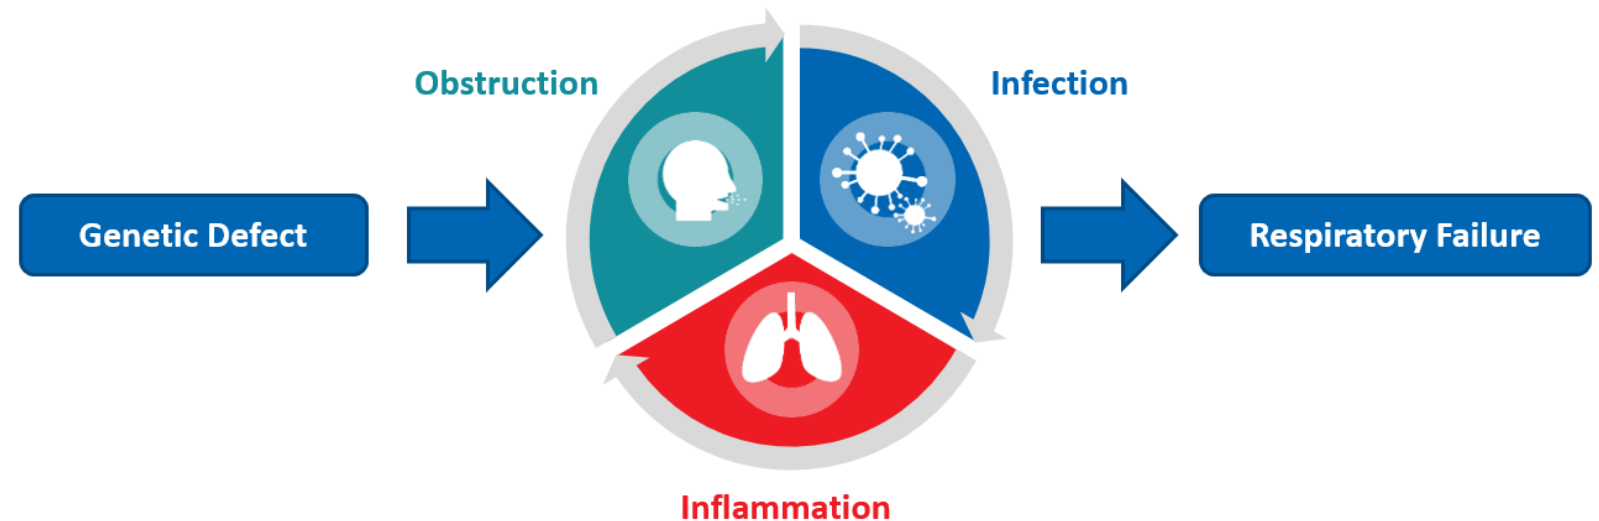 Obstruction
Infection
Genetic Defect
Respiratory Failure
Inflammation